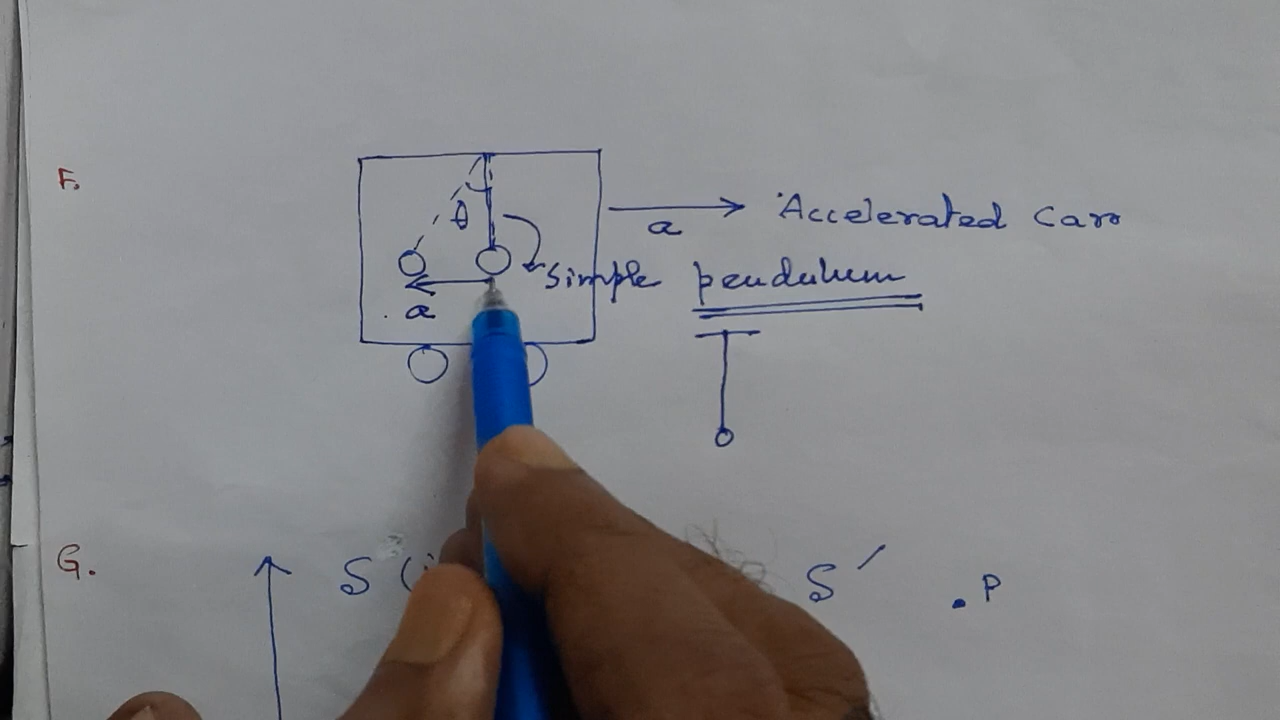 F.
θ
a
Accelerated Car
Simple pendulum
a
G.
S (
S′
.P